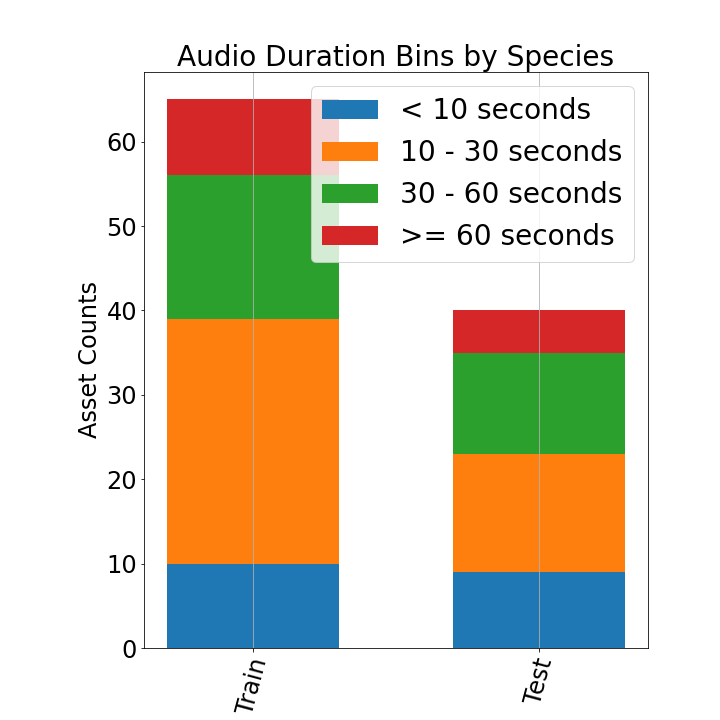 Audio Duration Bins by Species
< 10 seconds
10 - 30 seconds
30 - 60 seconds
>= 60 seconds
Asset Counts
60
50
40
30
20
10
0
Train
Test